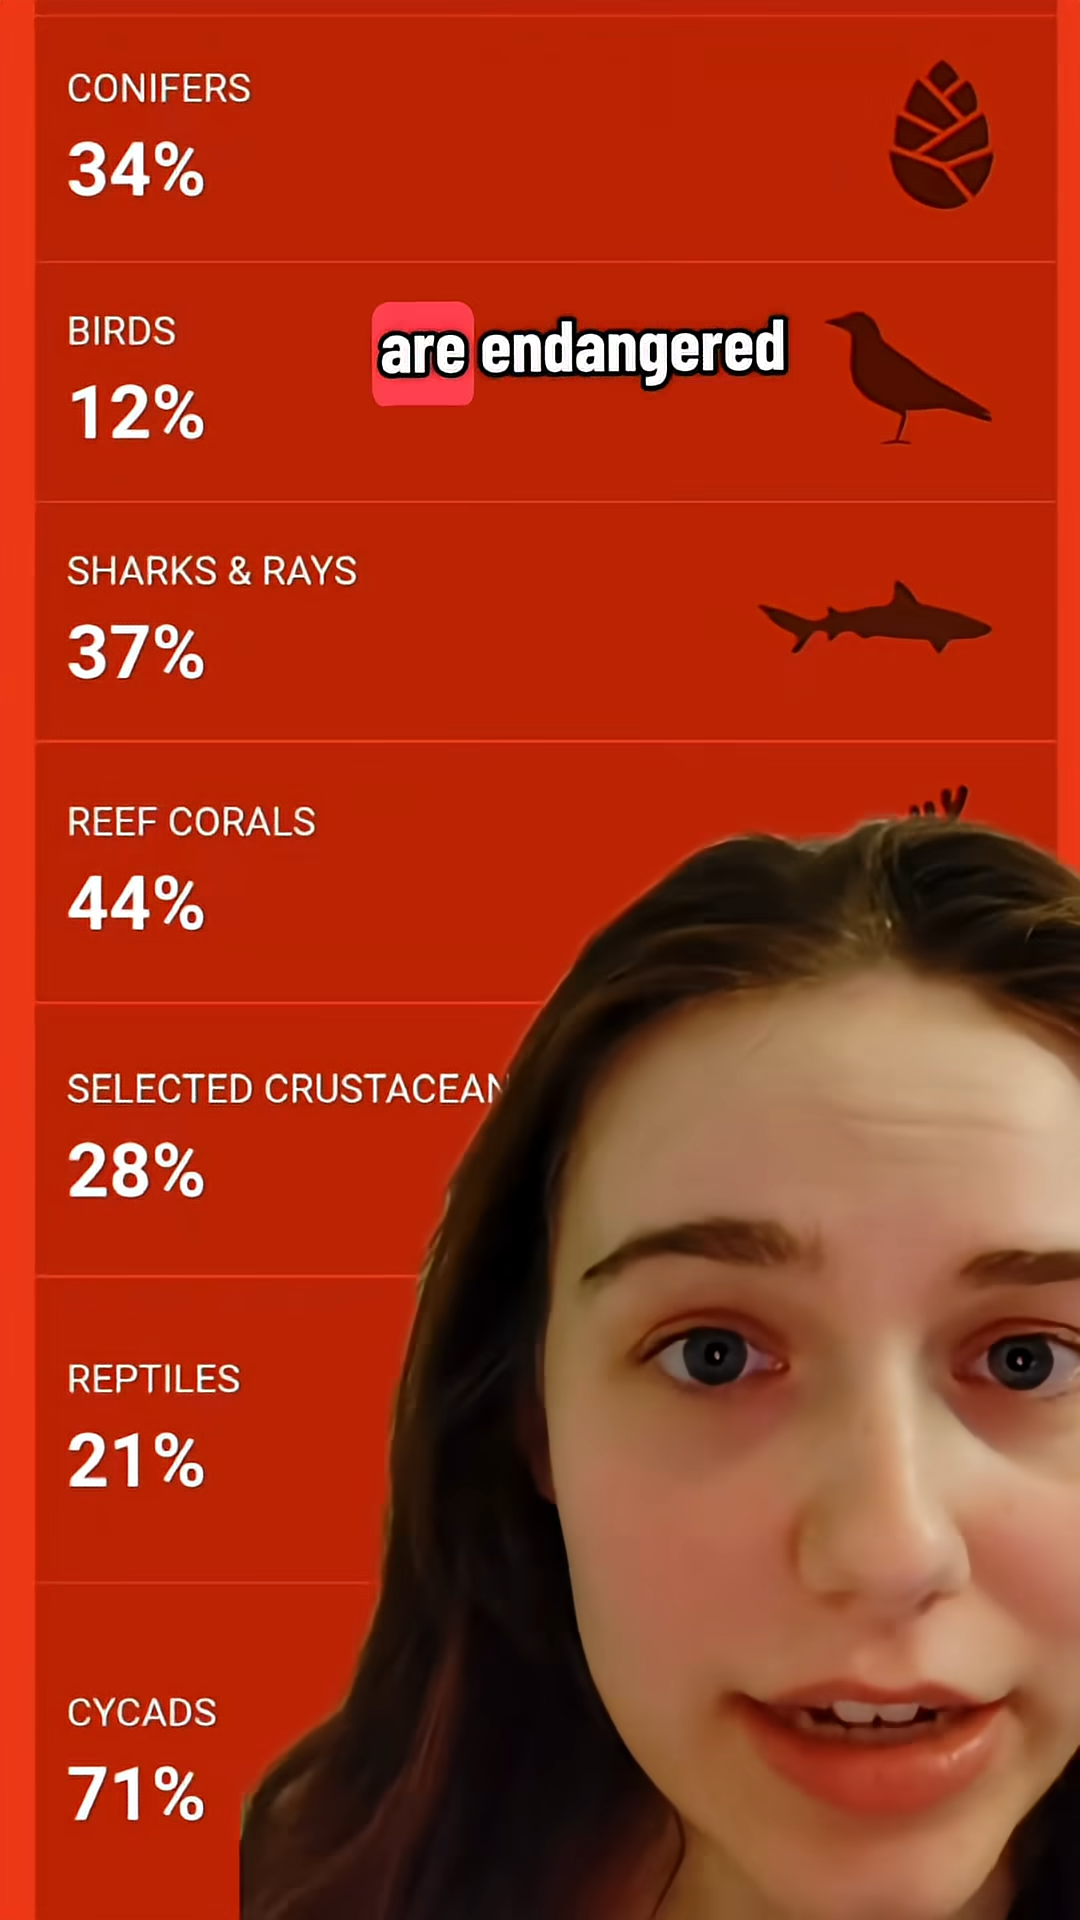 CONIFERS
34%
BIRDS
12%
are endangered
SHARKS & RAYS
37%
REEF CORALS
44%
SELECTED CRUSTACEAN
28%
REPTILES
21%
CYCADS
71%